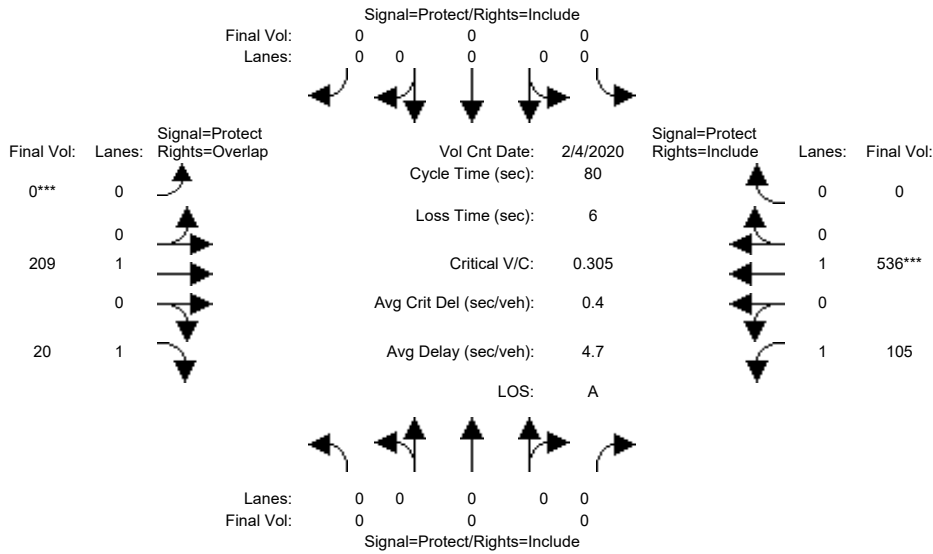 Signal=Protect/Rights=Include
Final Vol: 0 0 0
Lanes: 0 0 0 0 0
Signal=Protect Signal=Protect
Final Vol: Lanes: Rights=Overlap Vol Cnt Date: 2/4/2020 Rights=Include Lanes: Final Vol:
Cycle Time (sec): 80
0*** 0 0 0
Loss Time (sec): 6
0 0
209 1 Critical V/C: 0.305 1 536***
0 Avg Crit Del (sec/veh): 0.4 0
20 1 Avg Delay (sec/veh): 4.7 1 105
LOS: A
Lanes: 0 0 0 0 0
Final Vol: 0 0 0
Signal=Protect/Rights=Include